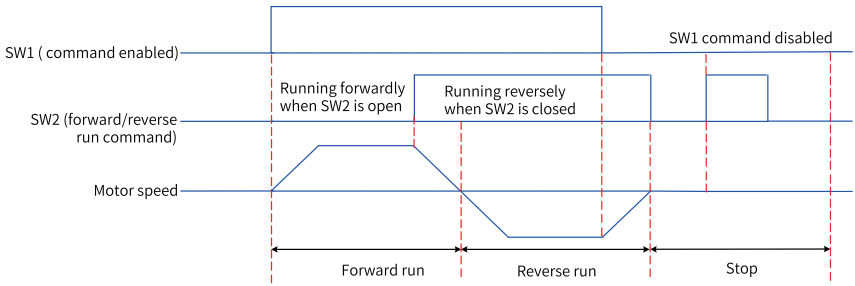 SW1 command disabled
SW1 ( command enabled)
Running forwardly
when SW2 is open
Running reversely
when SW2 is closed
SW2 (forward/reverse
run command)
Motor speed
Forward run
Reverse run
Stop